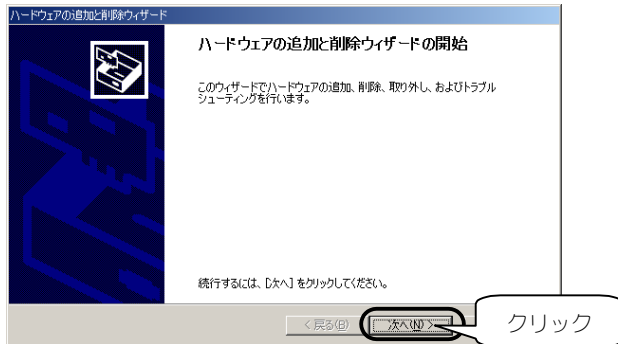 ハードウェアの追加と削除ウィザード
ハードウェアの追加と削除ウィザードの開始
このウィザードでハードウェアの追加、削除、取り外し、およびトラブル
シューティングを行います。
続行するには、[次へ] をクリックしてください。
< 戻る(B)
次へ(N) >
クリック